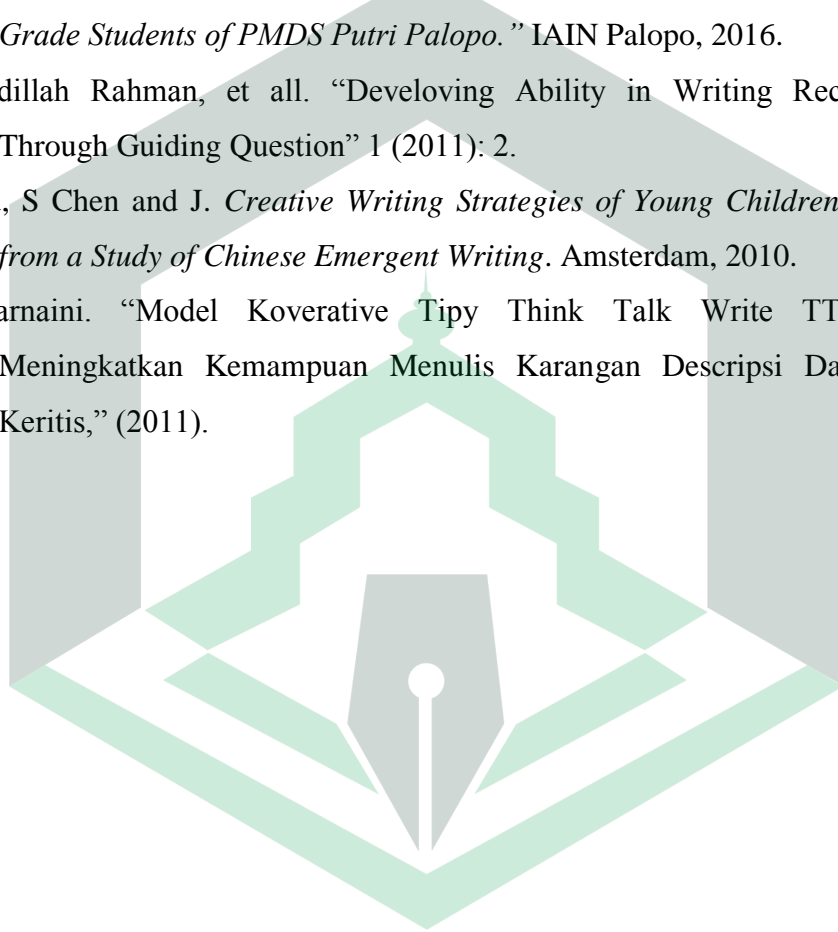 Grade Students of PMDS Putri Palopo.” IAIN Palopo, 2016.
dillah Rahman, et all. “Develoving Ability in Writing Rec
Through Guiding Question” 1 (2011): 2.
, S Chen and J. Creative Writing Strategies of Young Children
from a Study of Chinese Emergent Writing. Amsterdam, 2010.
arnaini. “Model Koverative Tipy Think Talk Write TT
Meningkatkan Kemampuan Menulis Karangan Descripsi Da
Keritis,” (2011).